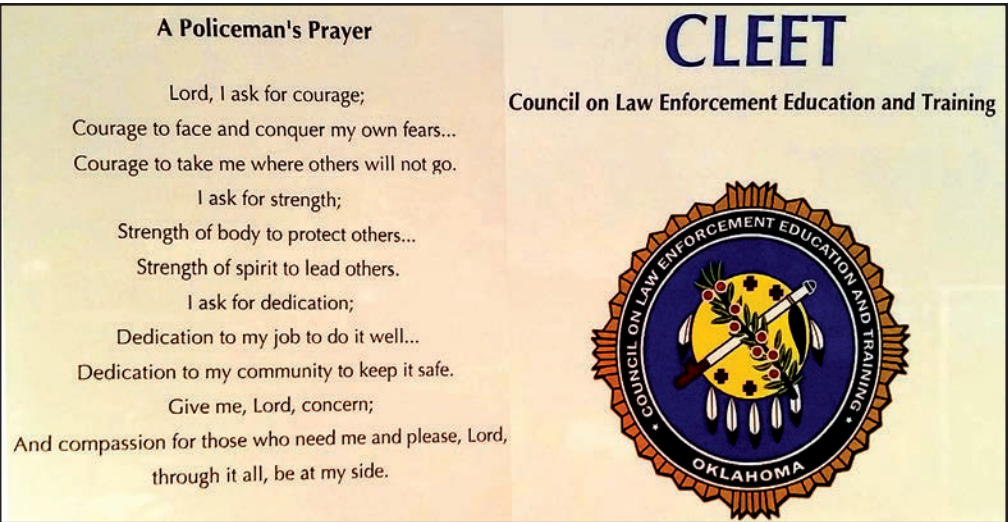 A Policeman's Prayer
Lord, I ask for courage;
Courage to face and conquer my own fears...
Courage to take me where others will not go.
I ask for strength;
Strength of body to protect others...
Strength of spirit to lead others.
I ask for dedication;
Dedication to my job to do it well...
Dedication to my community to keep it safe.
Give me, Lord, concern;
And compassion for those who need me and please, Lord,
through it all, be at my side.
CLEET
Council on Law Enforcement Education and Training
COUNCIL ON LAW ENFORCEMENT EDUCATION AND TRAINING
OKLAHOMA